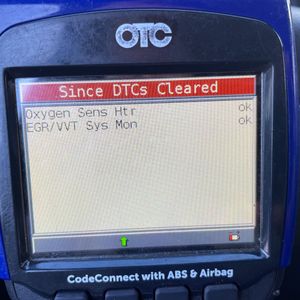 OTC
Since DTCs Cleared
Oxygen Sens Htr ok
EGR/VVT Sys Mon ok
CodeConnect with ABS & Airbag